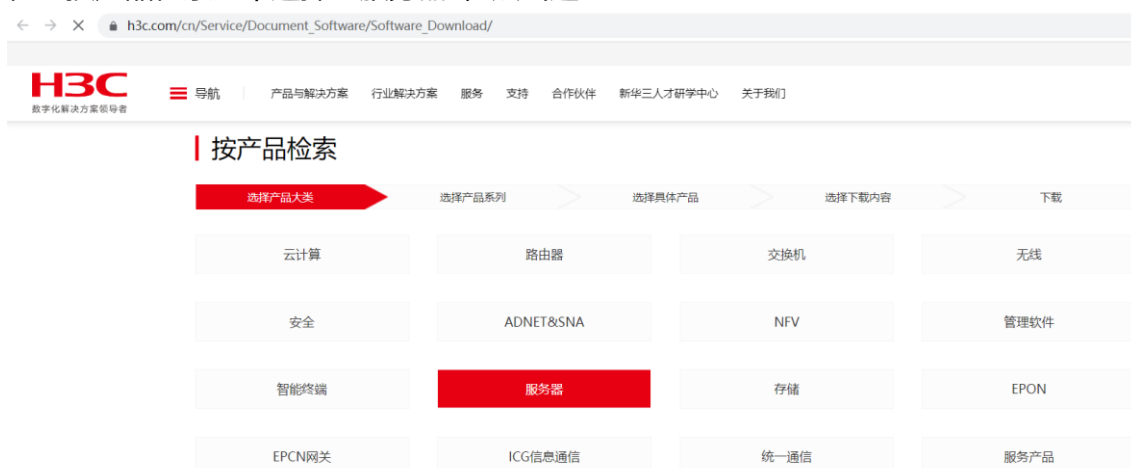 h3c.com/cn/Service/Document_Software/Software_Download/
H3C
数字化解决方案领导者
导航 产品与解决方案 行业解决方案 服务 支持 合作伙伴 新华三人才研学中心 关于我们
按产品检索
选择产品大类 选择产品系列 选择具体产品 选择下载内容 下载
云计算 路由器 交换机 无线
安全 ADNET&SNA NFV 管理软件
智能终端 服务器 存储 EPON
EPCN网关 ICG信息通信 统一通信 服务产品